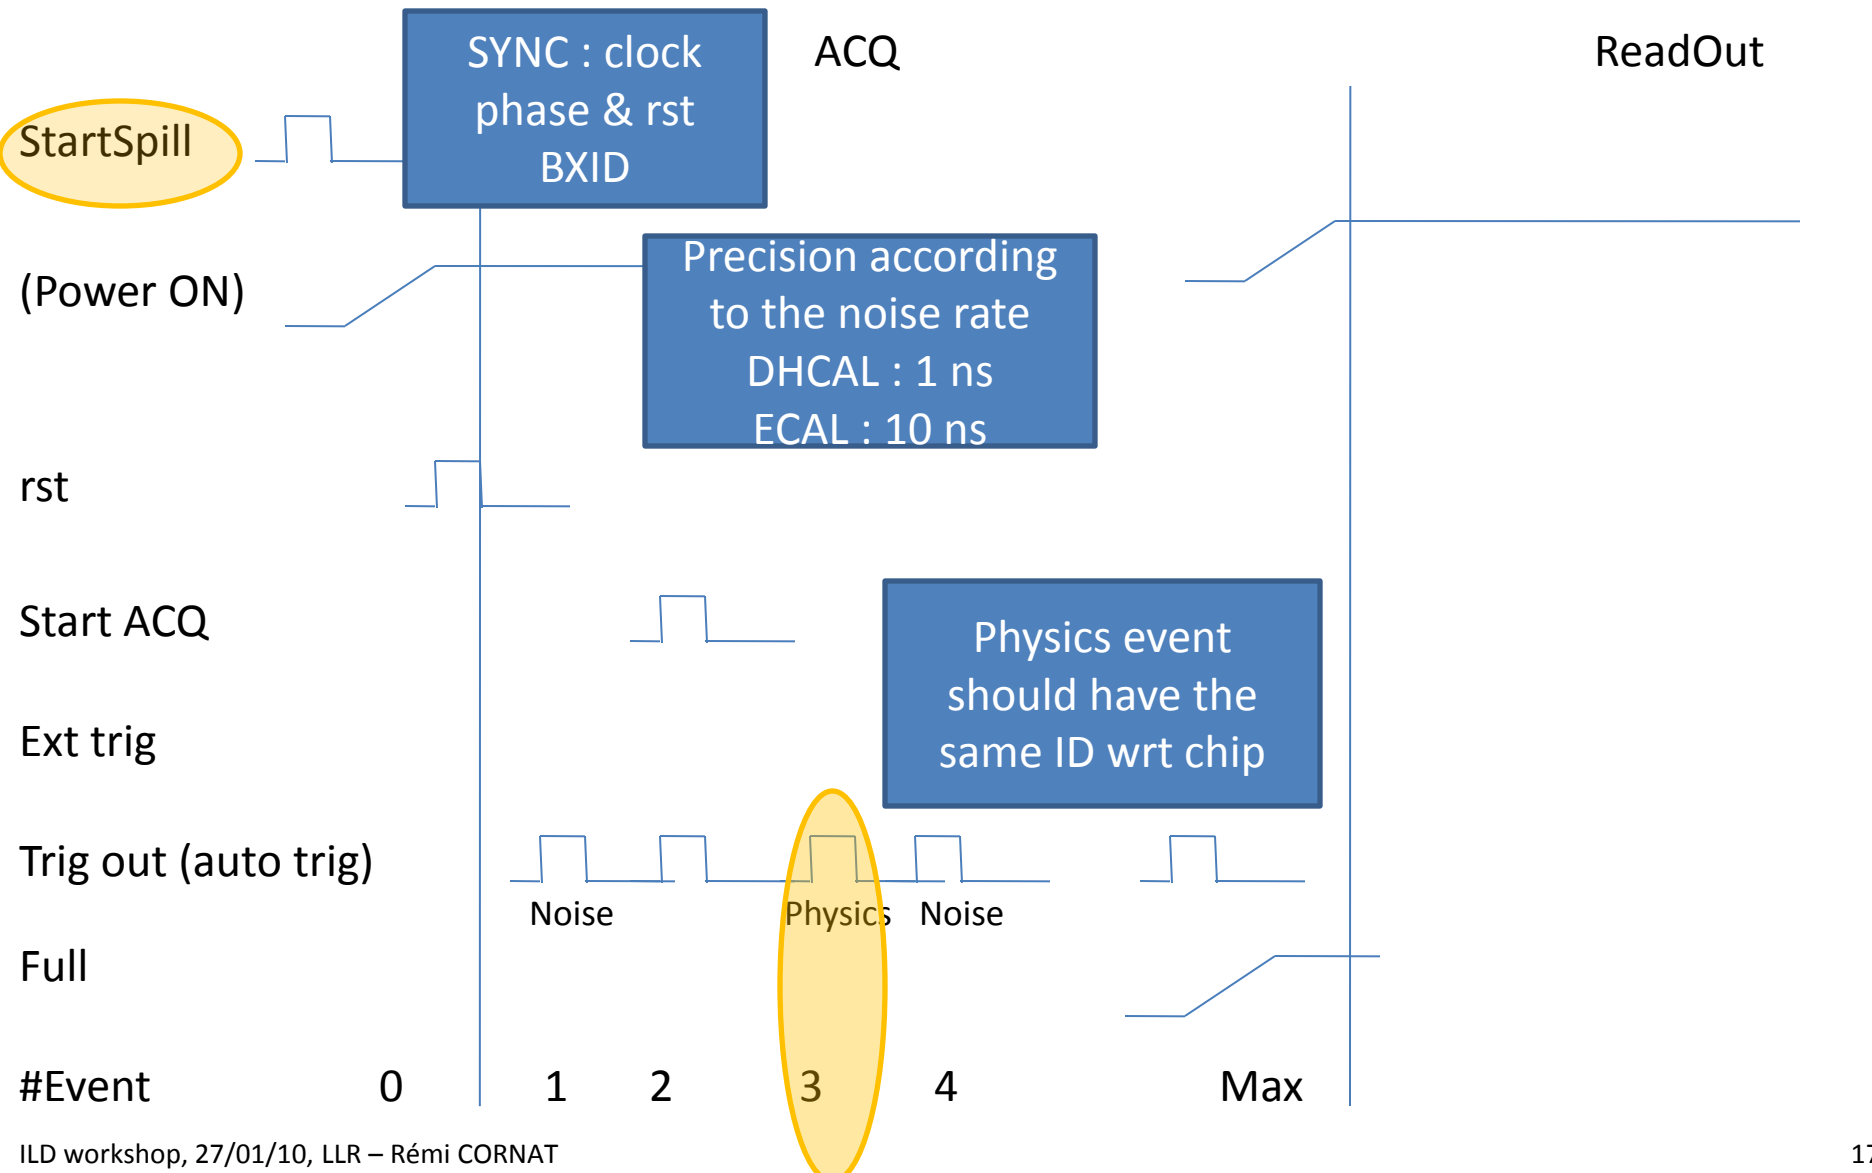 SYNC : clock
phase & rst
BXID
ACQ
ReadOut
StartSpill
(Power ON)
Precision according
to the noise rate
DHCAL : 1 ns
ECAL : 10 ns
rst
Start ACQ
Physics event
should have the
same ID wrt chip
Ext trig
Trig out (auto trig)
Noise Physics Noise
Full
#Event 0 1 2 3 4 Max
ILD workshop, 27/01/10, LLR – Rémi CORNAT 17